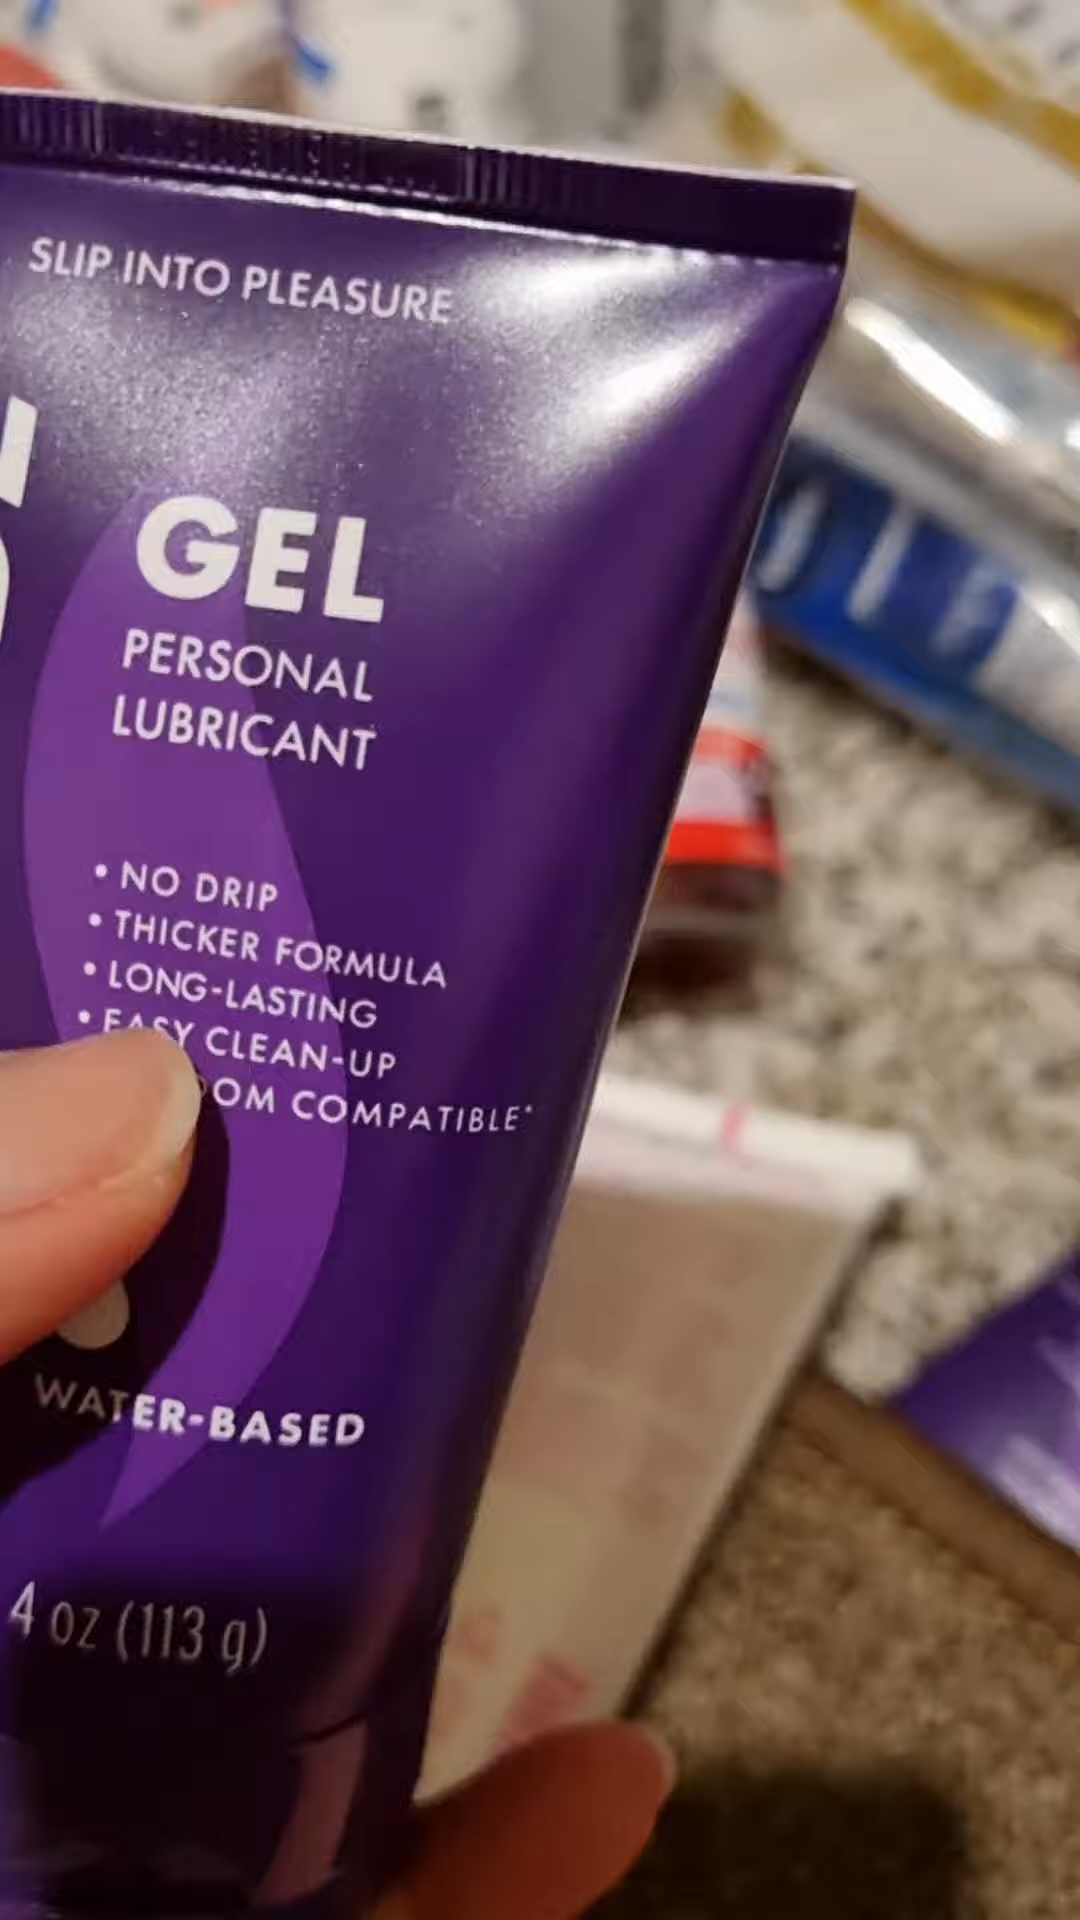 SLIP INTO PLEASURE
GEL
PERSONAL
LUBRICANT
• NO DRIP
• THICKER FORMULA
• LONG-LASTING
• EASY CLEAN-UP
COMPATIBLE*
WATER-BASED
4 oz (113 g)